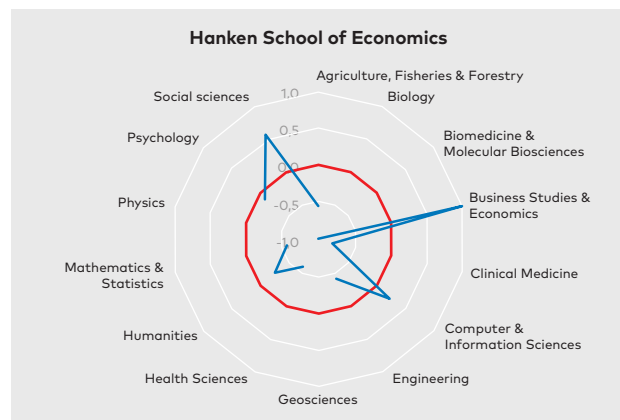 Hanken School of Economics
Agriculture, Fisheries & Forestry
1.0
Social sciences
Biology
0.5
Psychology
Biomedicine &
Molecular Biosciences
0.0
Physics
Business Studies &
Economics
-0.5
-1.0
Mathematics &
Statistics
Clinical Medicine
Humanities
Computer &
Information Sciences
Health Sciences
Engineering
Geosciences